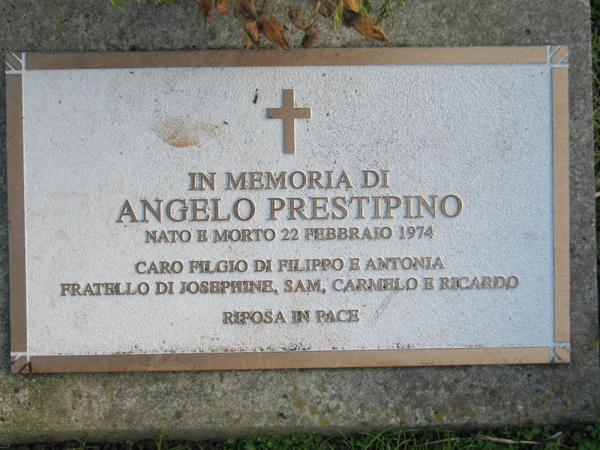 IN MEMORIA DI
ANGELO PRESTIPINO
NATO E MORTO 22 FEBBRAIO 1974
CARO FILGIO DI FILIPPO E ANTONIA
FRATELLO DI JOSEPHINE, SAM, CARMELO E RICARDO
RIPOSA IN PACE